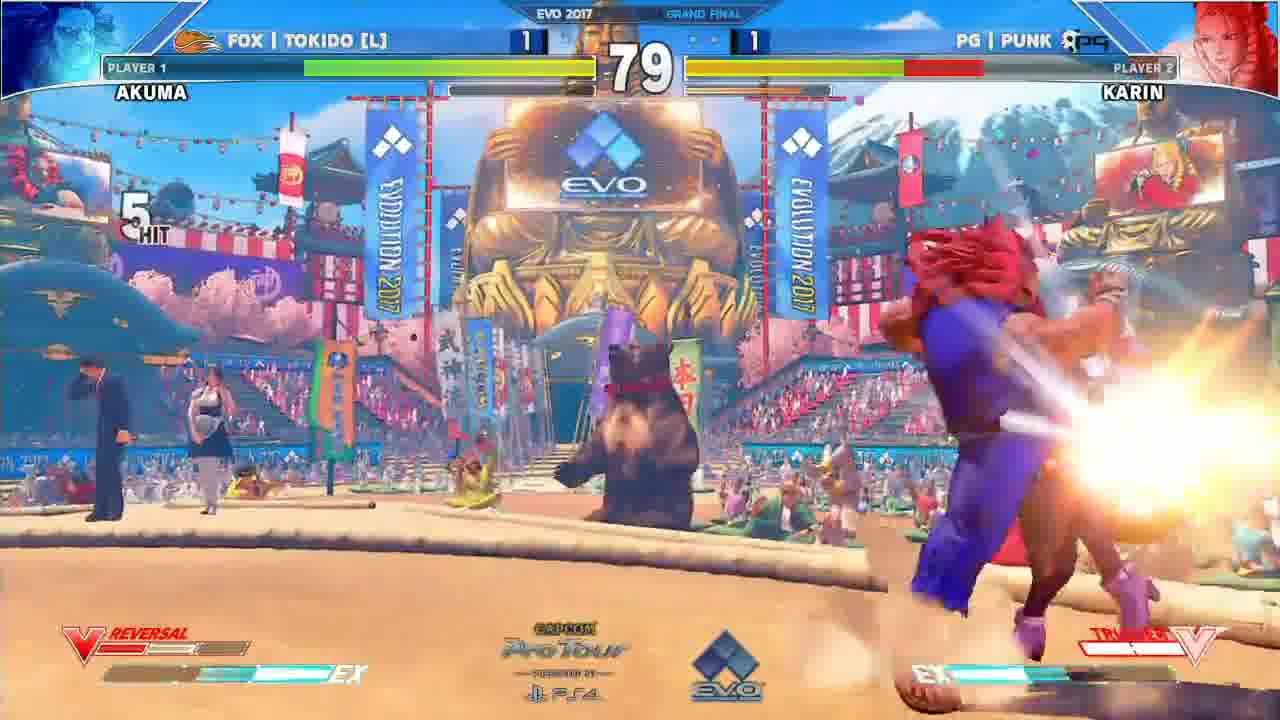 EVO 2017 GRAND FINAL
FOX | TOKIDO [L] 1 79 1 PG | PUNK
PLAYER 1 PLAYER 2
AKUMA KARIN
EVO
5
HIT
EVOLUTION 2017
EVOLUTION 2017
REVERSAL
EX
EX
CAPCOM
Pro Tour
PS4
EVO